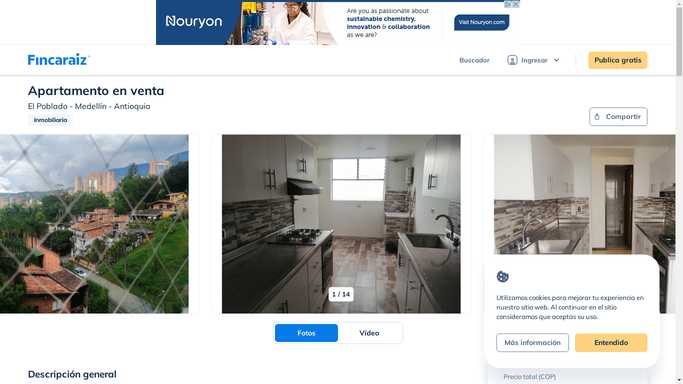 Nouryon
Are you as passionate about
sustainable chemistry,
innovation & collaboration
as we are?
Visit Nouryon.com
Fincaraíz
Buscador
Ingresar
Publica gratis
Apartamento en venta
El Poblado - Medellín - Antioquia
Inmobiliaria
Compartir
1 / 14
Fotos
Vídeo
Utilizamos cookies para mejorar tu experiencia en
nuestro sitio web. Al continuar en el sitio
consideramos que aceptas su uso.
Más información
Entendido
Descripción general
Precio total (COP)